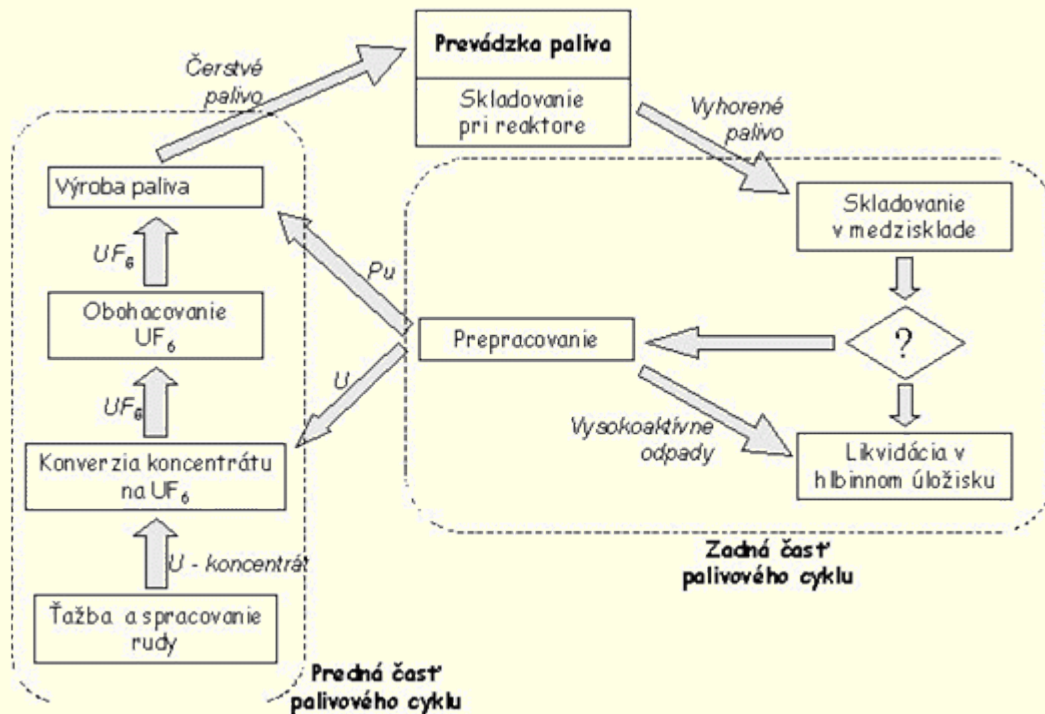 Prevádzka paliva
Skladovanie
pri reaktore
Čerstvé
palivo
Vyhorené
palivo
Výroba paliva
Skladovanie
v medzisklade
UF₆
Pu
Obohacovanie
UF₆
Prepracovanie
?
U
UF₆
Vysokoaktívne
odpady
Konverzia koncentrátu
na UF₆
Likvidácia v
hlbinnom úložisku
U - koncentrát
Zadná časť
palivového cyklu
Ťažba a spracovanie
rudy
Predná časť
palivového cyklu